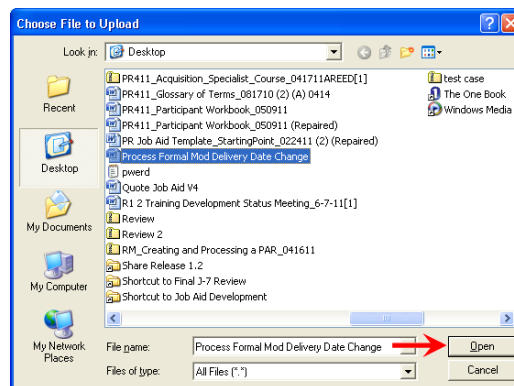 Choose File to Upload
Look in:
Desktop
Recent
Desktop
My Documents
My Computer
My Network Places
PR411_Acquisition_Specialist_Course_041711AREED[1]
PR411_Glossary of Terms_081710 (2) (A) 0414
PR411_Participant Workbook_050911
PR411_Participant Workbook_050911 (Repaired)
PR Job Aid Template_StartingPoint_022411 (2) (Repaired)
Process Formal Mod Delivery Date Change
pwerd
Quote Job Aid V4
R1 2 Training Development Status Meeting_6-7-11[1]
Review
Review 2
RM_Creating and Processing a PAR_041611
Share Release 1.2
Shortcut to Final J-7 Review
Shortcut to Job Aid Development
test case
The One Book
Windows Media
File name:
Process Formal Mod Delivery Date Change
Open
Files of type:
All Files (*.*)
Cancel